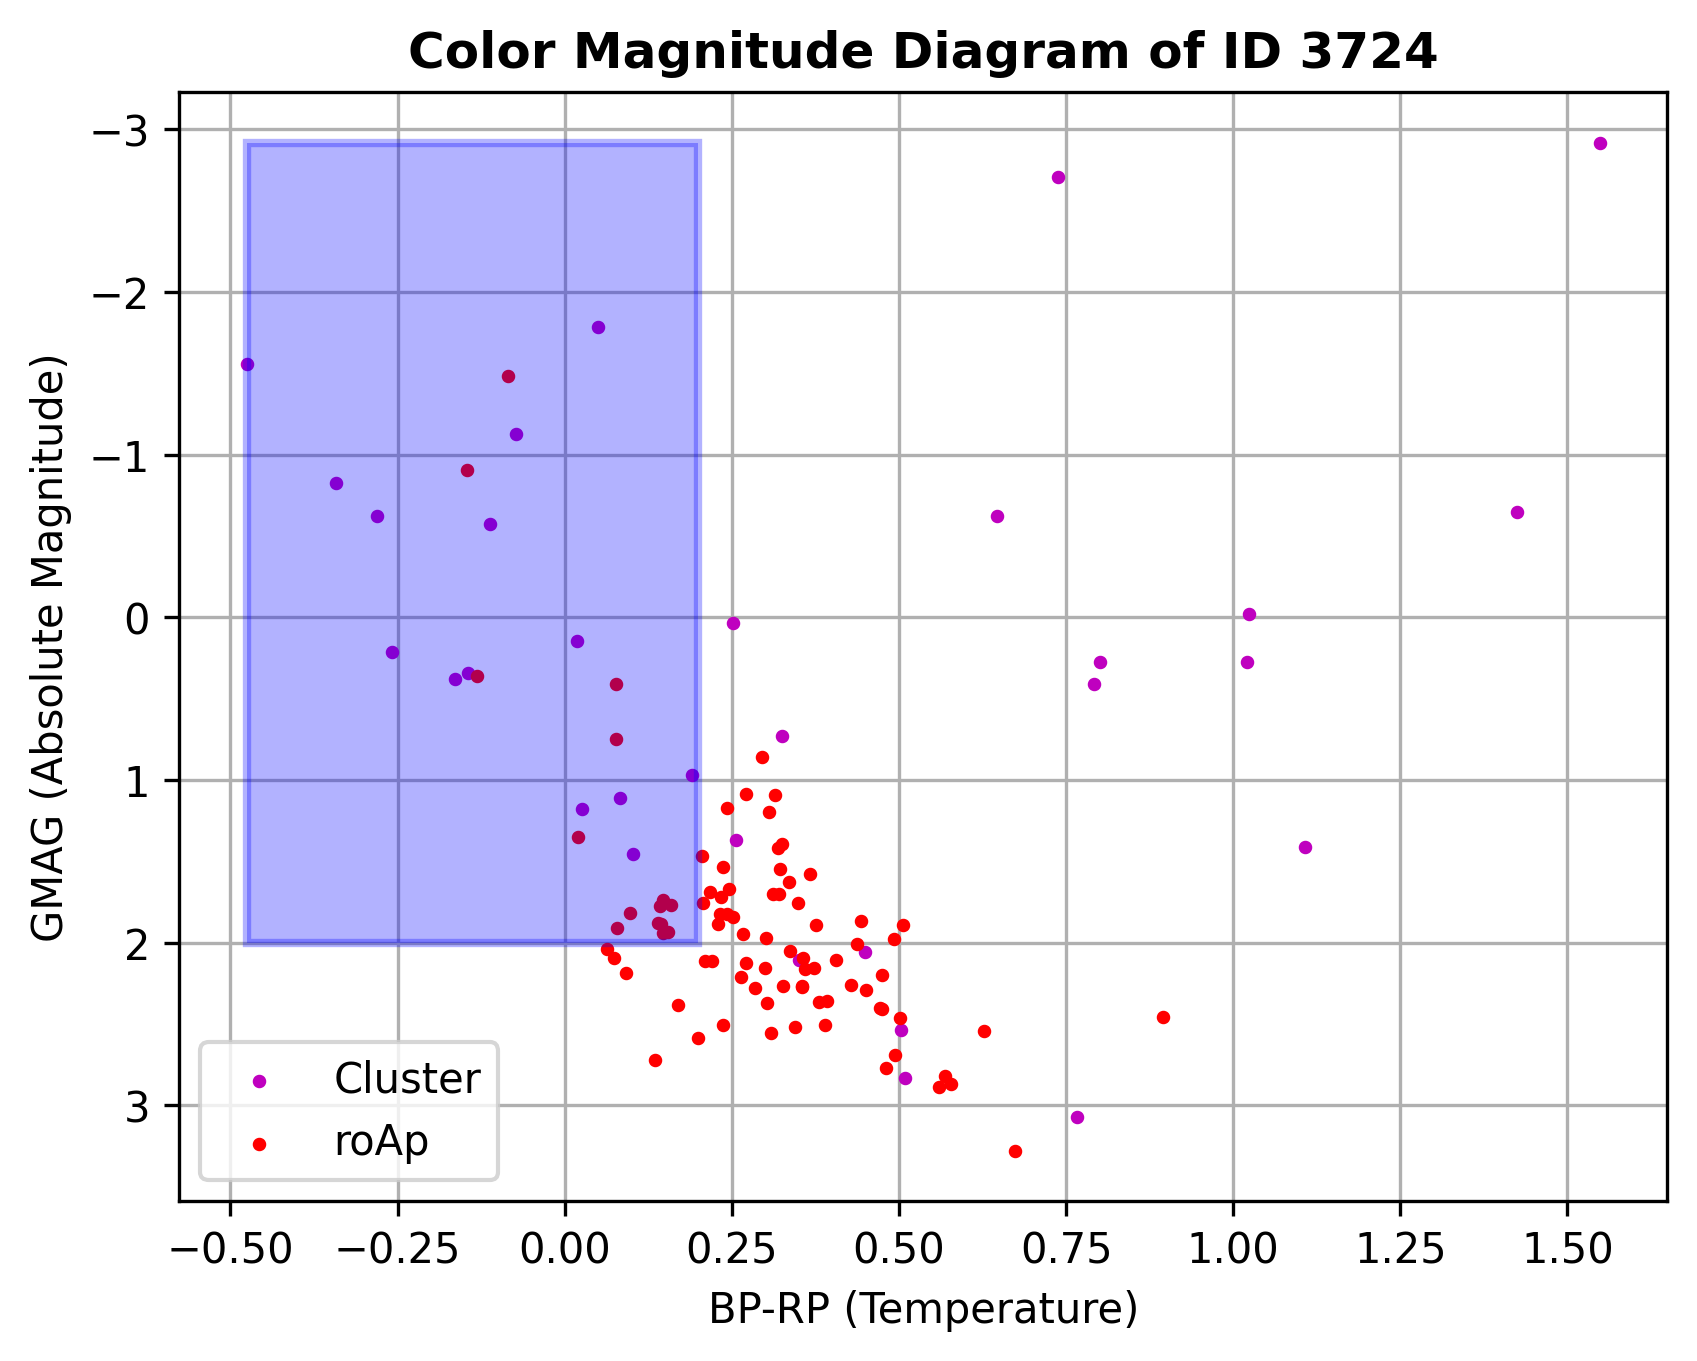 Color Magnitude Diagram of ID 3724
GMAG (Absolute Magnitude)
−3
−2
−1
0
1
2
3
Cluster
roAp
−0.50 −0.25 0.00 0.25 0.50 0.75 1.00 1.25 1.50
BP-RP (Temperature)